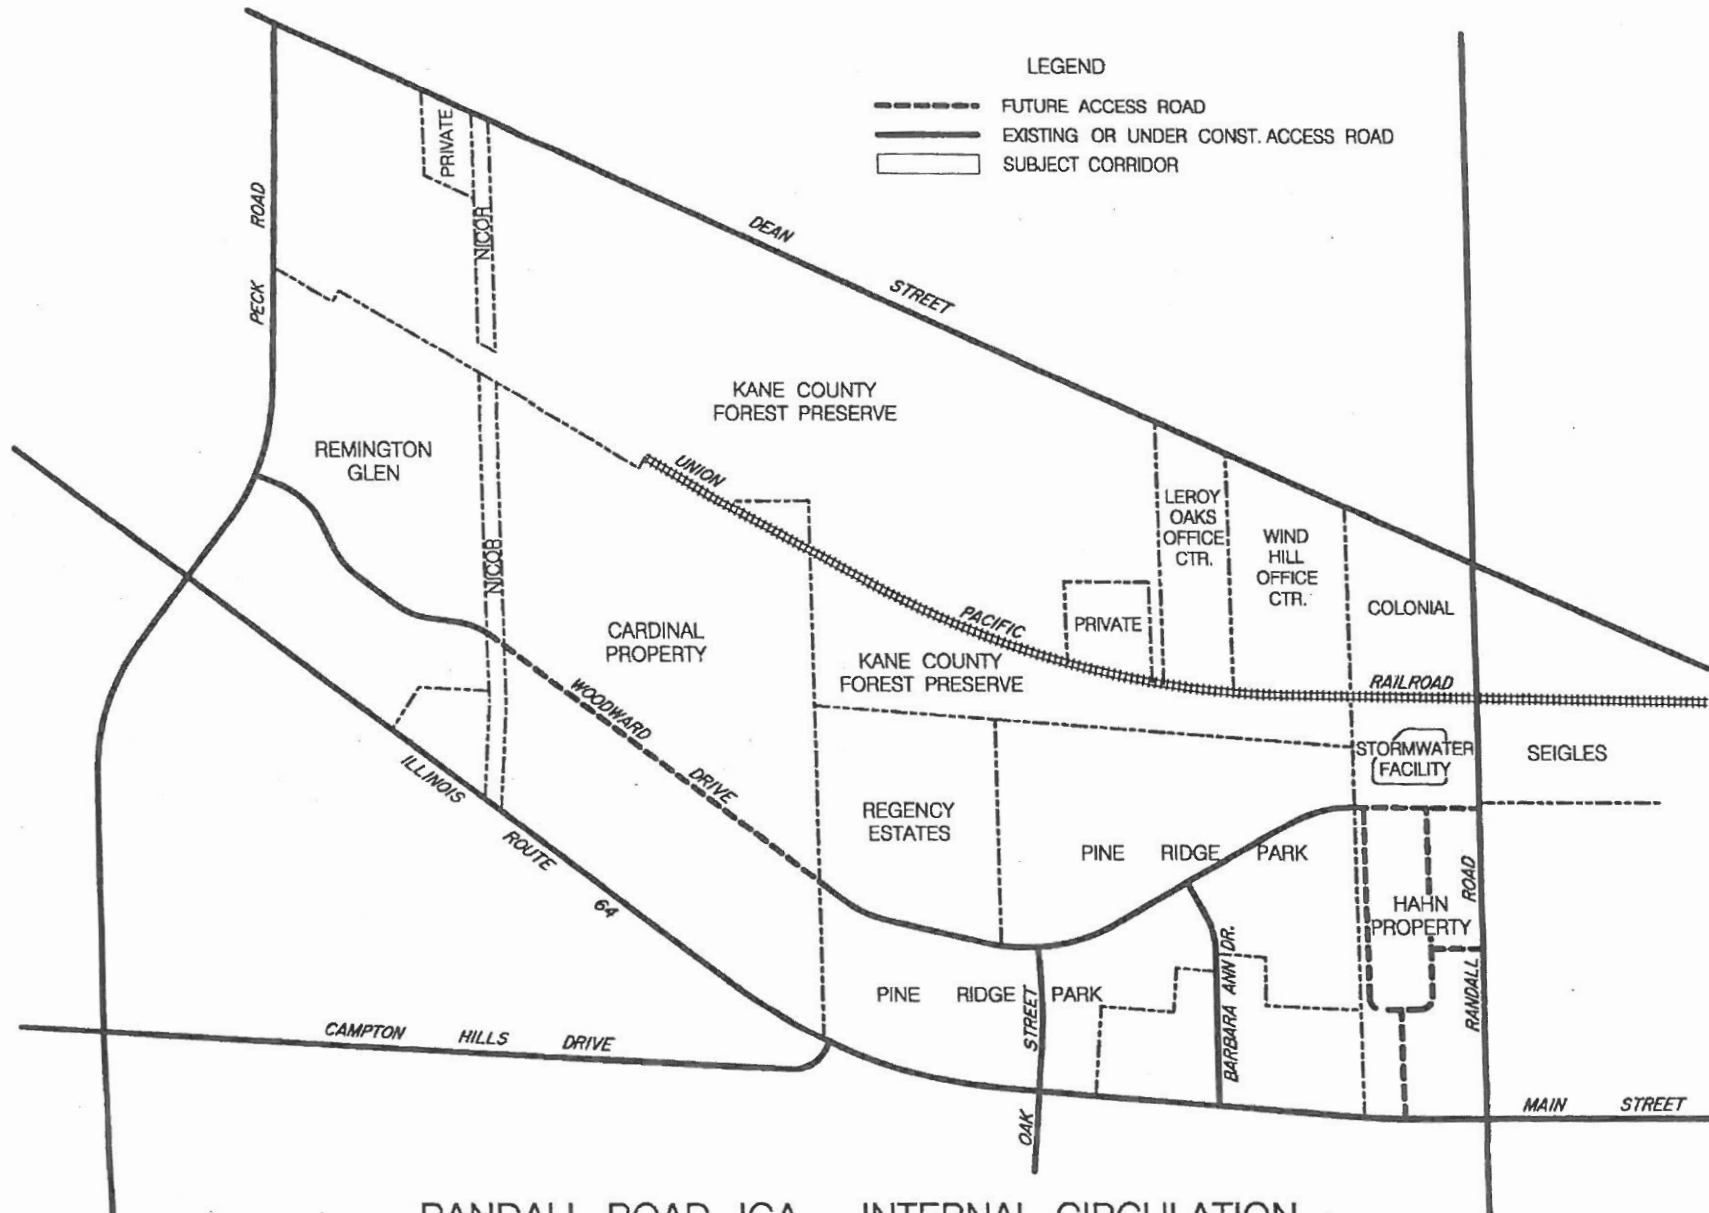 LEGEND
FUTURE ACCESS ROAD
EXISTING OR UNDER CONST. ACCESS ROAD
SUBJECT CORRIDOR
PRIVATE
NICOR
PECK ROAD
DEAN STREET
KANE COUNTY
FOREST PRESERVE
REMINGTON
GLEN
UNION PACIFIC RAILROAD
LEROY
OAKS
OFFICE
CTR.
WIND
HILL
OFFICE
CTR.
COLONIAL
NICOR
PRIVATE
CARDINAL
PROPERTY
KANE COUNTY
FOREST PRESERVE
WOODWARD DRIVE
STORMWATER
FACILITY
SEIGLES
ILLINOIS ROUTE 64
REGENCY
ESTATES
PINE RIDGE PARK
HAHN
PROPERTY
RANDALL ROAD
PINE RIDGE PARK
BARBARA ANN DR.
OAK STREET
CAMPTON HILLS DRIVE
MAIN STREET
RANDALL ROAD IGA INTERNAL CIRCULATION